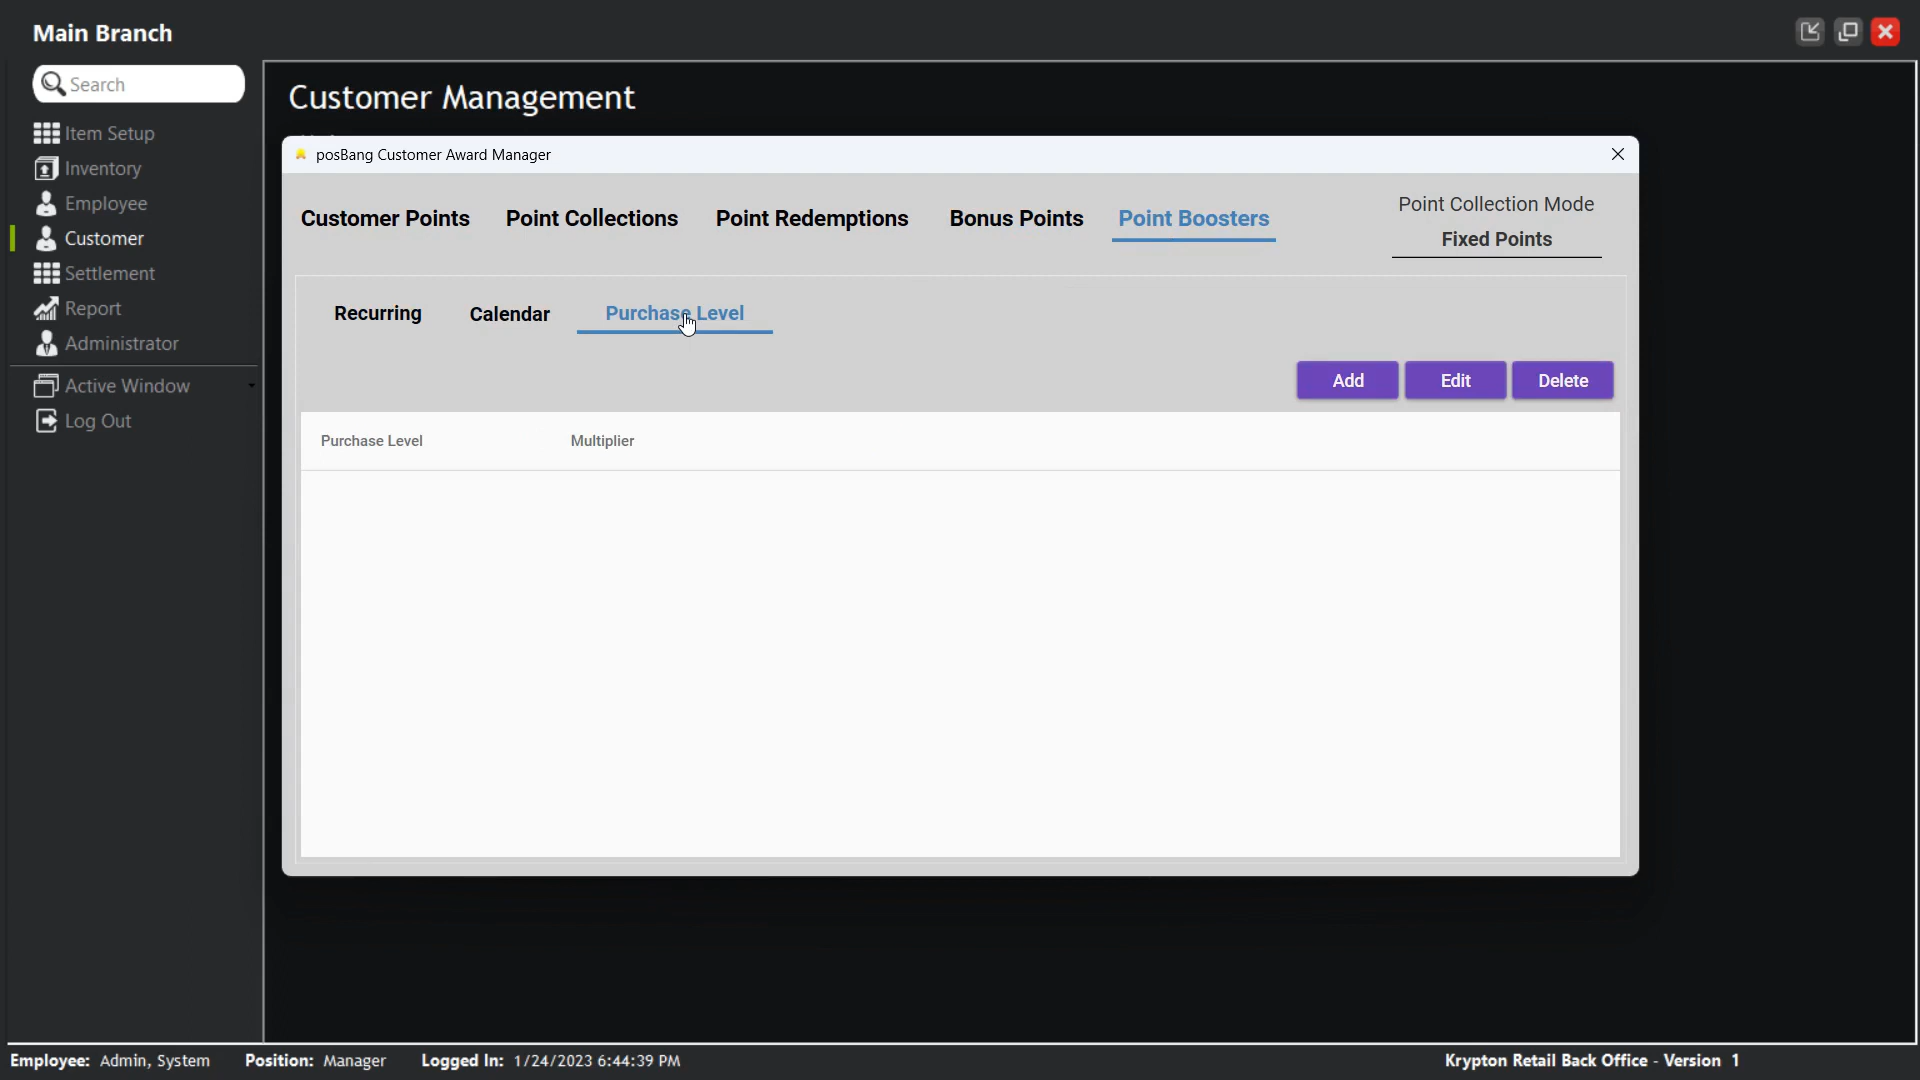 Main Branch
Search
Item Setup
Inventory
Employee
Customer
Settlement
Report
Administrator
Active Window
Log Out
Customer Management
posBang Customer Award Manager
Customer Points Point Collections Point Redemptions Bonus Points Point Boosters
Point Collection Mode
Fixed Points
Recurring Calendar Purchase Level
Add Edit Delete
Purchase Level Multiplier
Employee: Admin, System Position: Manager Logged In: 1/24/2023 6:44:39 PM Krypton Retail Back Office - Version 1